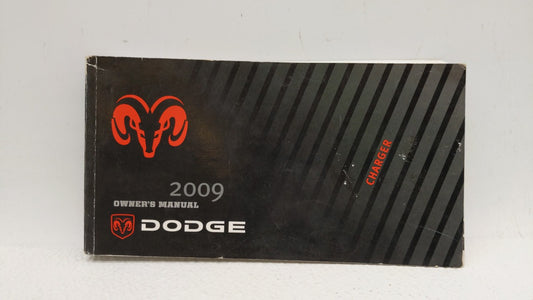 2009
OWNER'S MANUAL
DODGE
CHARGER